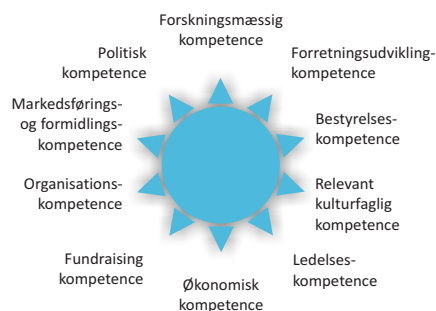 Forskningsmæssig
kompetence
Forretningsudvikling-
kompetence
Bestyrelses-
kompetence
Relevant
kulturfaglig
kompetence
Ledelses-
kompetence
Økonomisk
kompetence
Fundraising
kompetence
Organisations-
kompetence
Markedsførings-
og formidlings-
kompetence
Politisk
kompetence